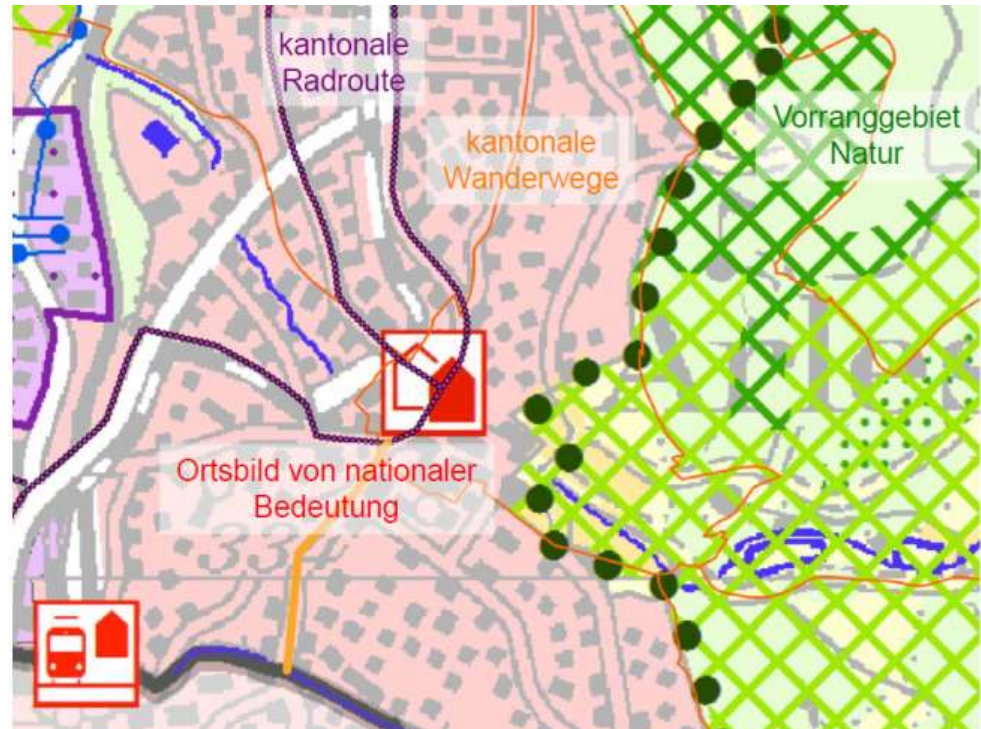 kantonale
Radroute
kantonale
Wanderwege
Vorranggebiet
Natur
Ortsbild von nationaler
Bedeutung